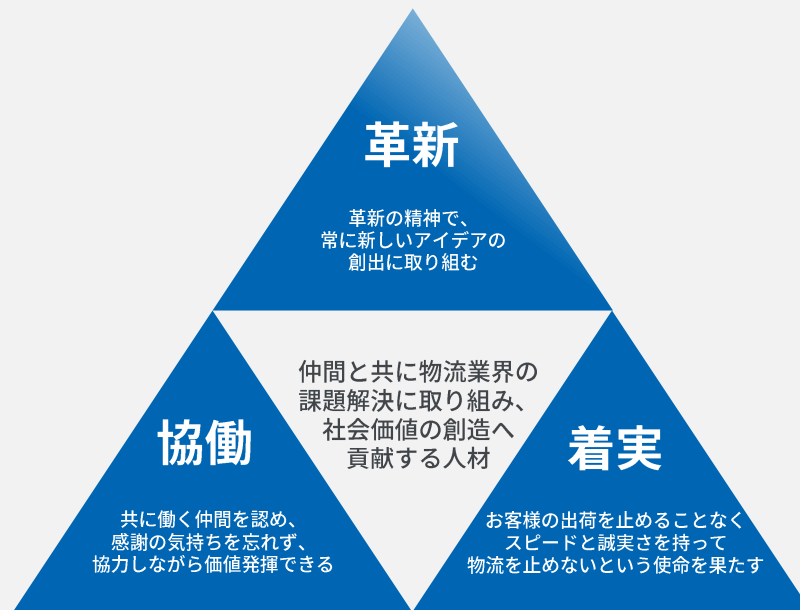 革新
革新の精神で、
常に新しいアイデアの
創出に取り組む
仲間と共に物流業界の
課題解決に取り組み、
社会価値の創造へ
貢献する人材
協働
共に働く仲間を認め、
感謝の気持ちを忘れず、
協力しながら価値発揮できる
着実
お客様の出荷を止めることなく
スピードと誠実さを持って
物流を止めないという使命を果たす